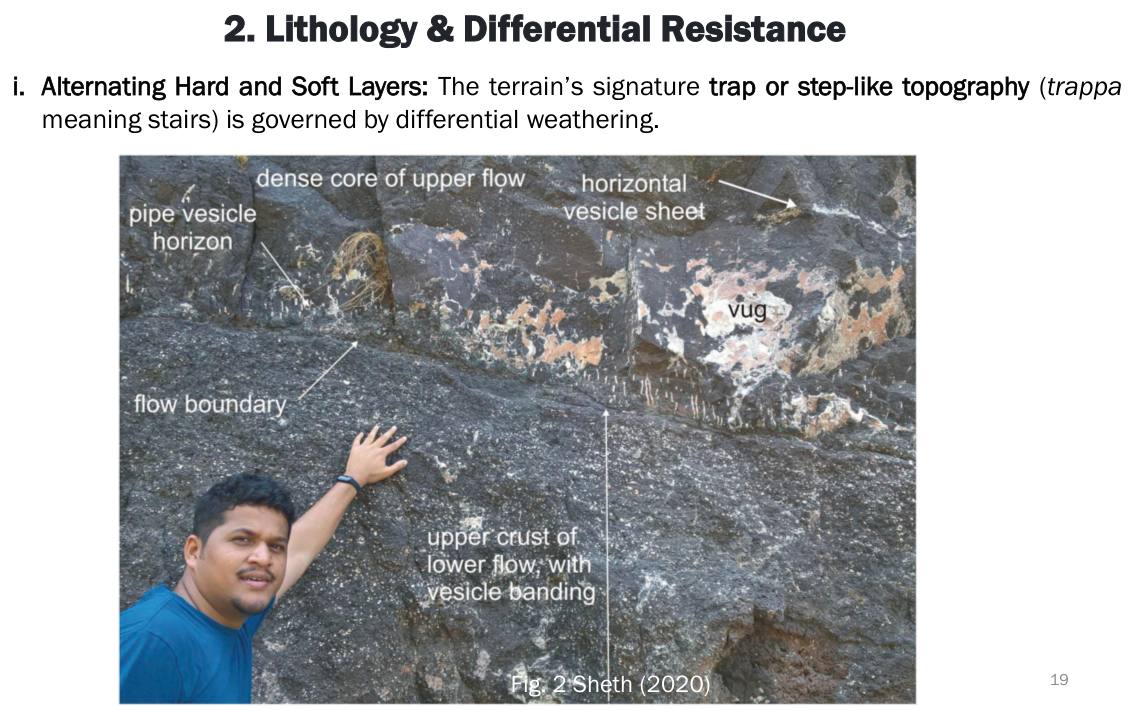 2. Lithology & Differential Resistance
i. Alternating Hard and Soft Layers: The terrain's signature trap or step-like topography (trappa
meaning stairs) is governed by differential weathering.
dense core of upper flow
horizontal
vesicle sheet
pipe vesicle
horizon
vug
flow boundary
upper crust of
lower flow, with
vesicle banding
Fig. 2 Sheth (2020)
19